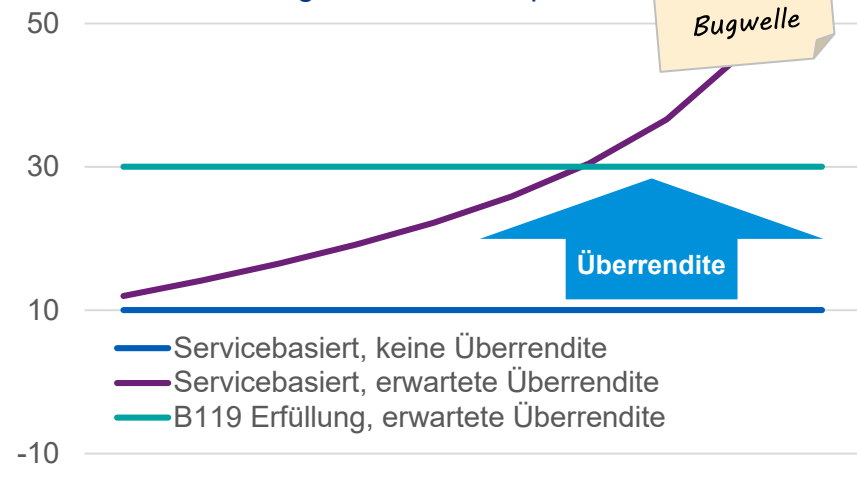 50
Bugwelle
30
Überrendite
10
Servicebasiert, keine Überrendite
Servicebasiert, erwartete Überrendite
B119 Erfüllung, erwartete Überrendite
-10